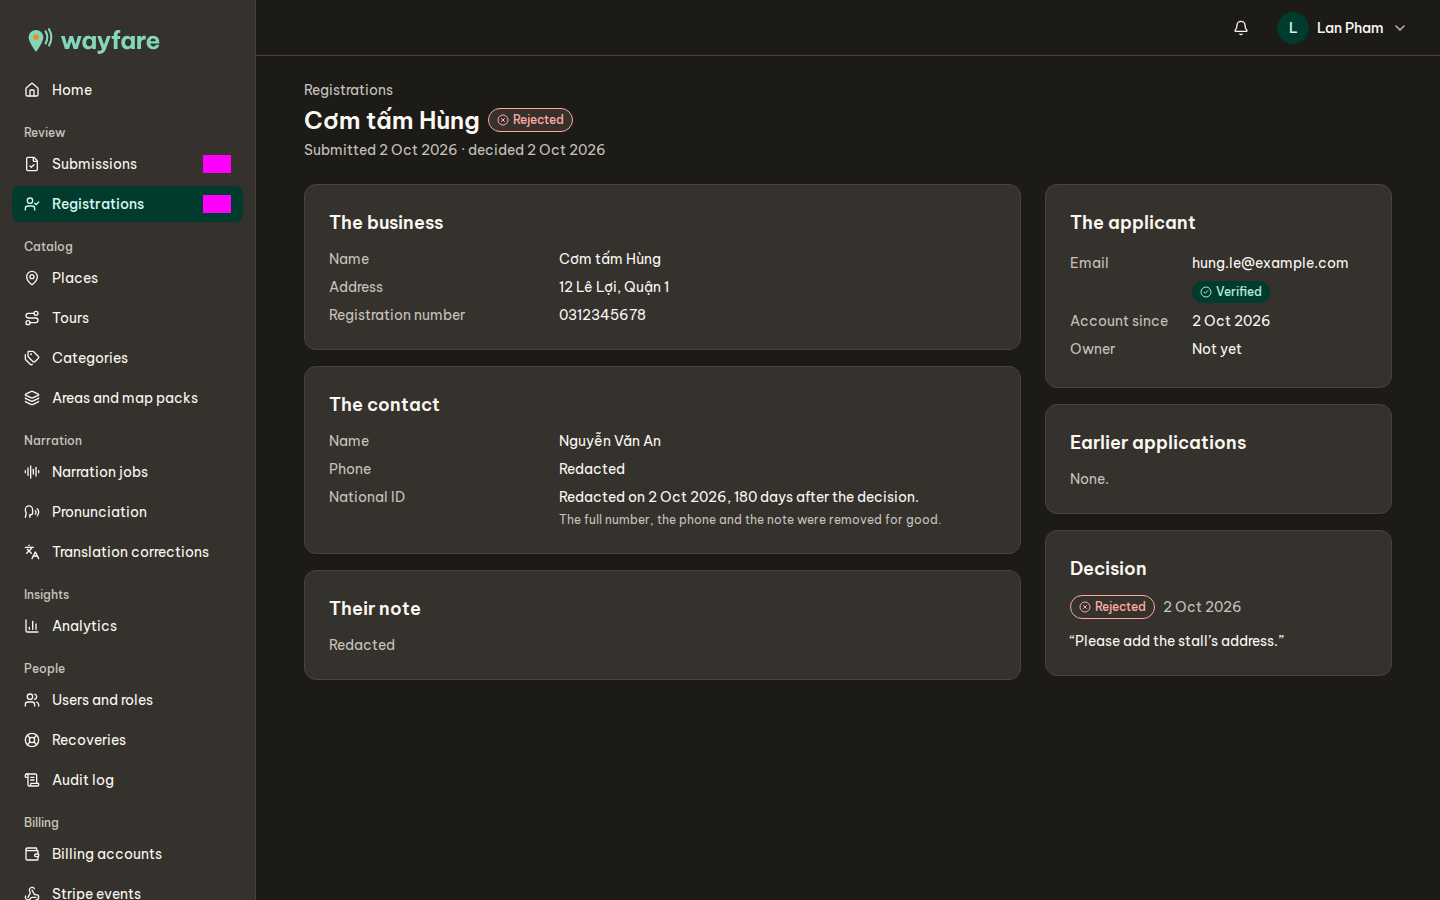 wayfare
Home
Review
Submissions
Registrations
Catalog
Places
Tours
Categories
Areas and map packs
Narration
Narration jobs
Pronunciation
Translation corrections
Insights
Analytics
People
Users and roles
Recoveries
Audit log
Billing
Billing accounts
Stripe events
L Lan Pham
Registrations
Cơm tấm Hùng Rejected
Submitted 2 Oct 2026 · decided 2 Oct 2026
The business
Name Cơm tấm Hùng
Address 12 Lê Lợi, Quận 1
Registration number 0312345678
The contact
Name Nguyễn Văn An
Phone Redacted
National ID Redacted on 2 Oct 2026, 180 days after the decision.
The full number, the phone and the note were removed for good.
Their note
Redacted
The applicant
Email hung.le@example.com
Verified
Account since 2 Oct 2026
Owner Not yet
Earlier applications
None.
Decision
Rejected 2 Oct 2026
“Please add the stall’s address.”